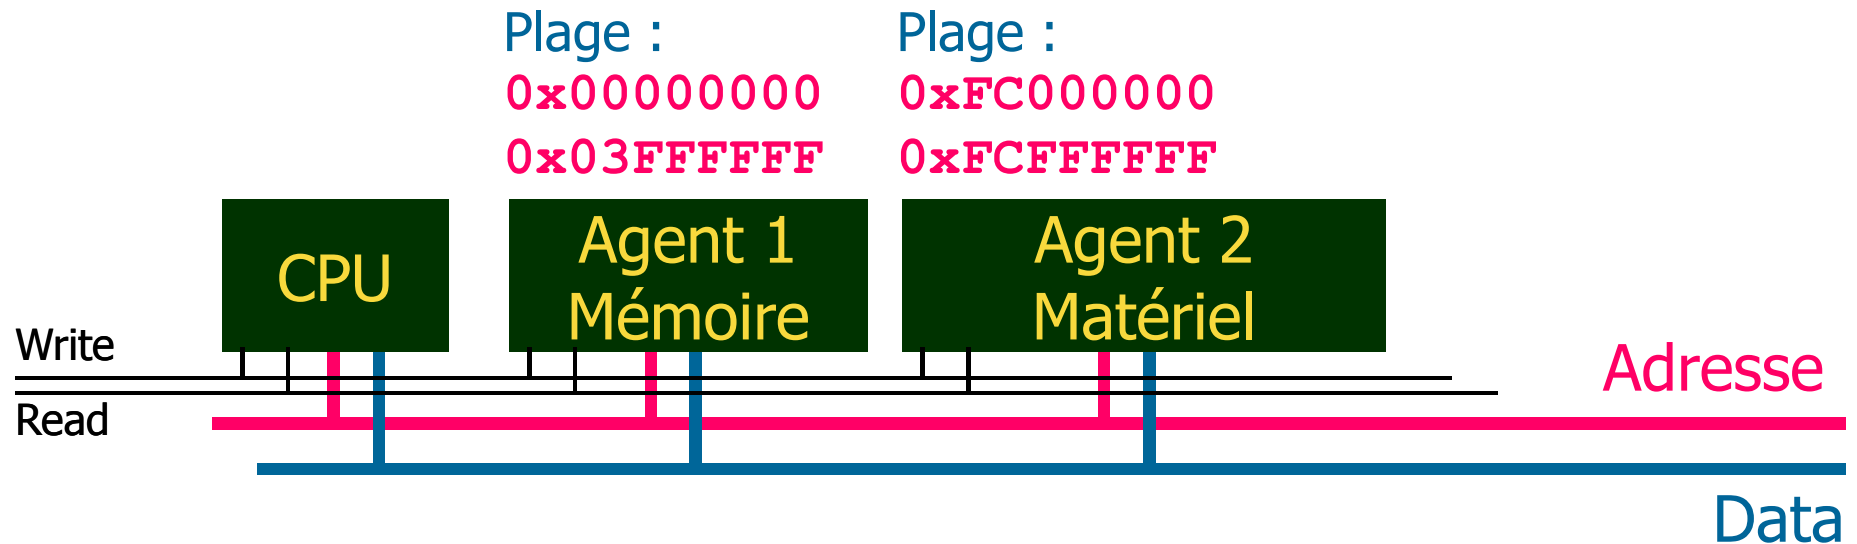 Plage :
0x00000000
0x03FFFFFF
Plage :
0xFC000000
0xFCFFFFFF
CPU
Agent 1
Mémoire
Agent 2
Matériel
Write
Read
Adresse
Data